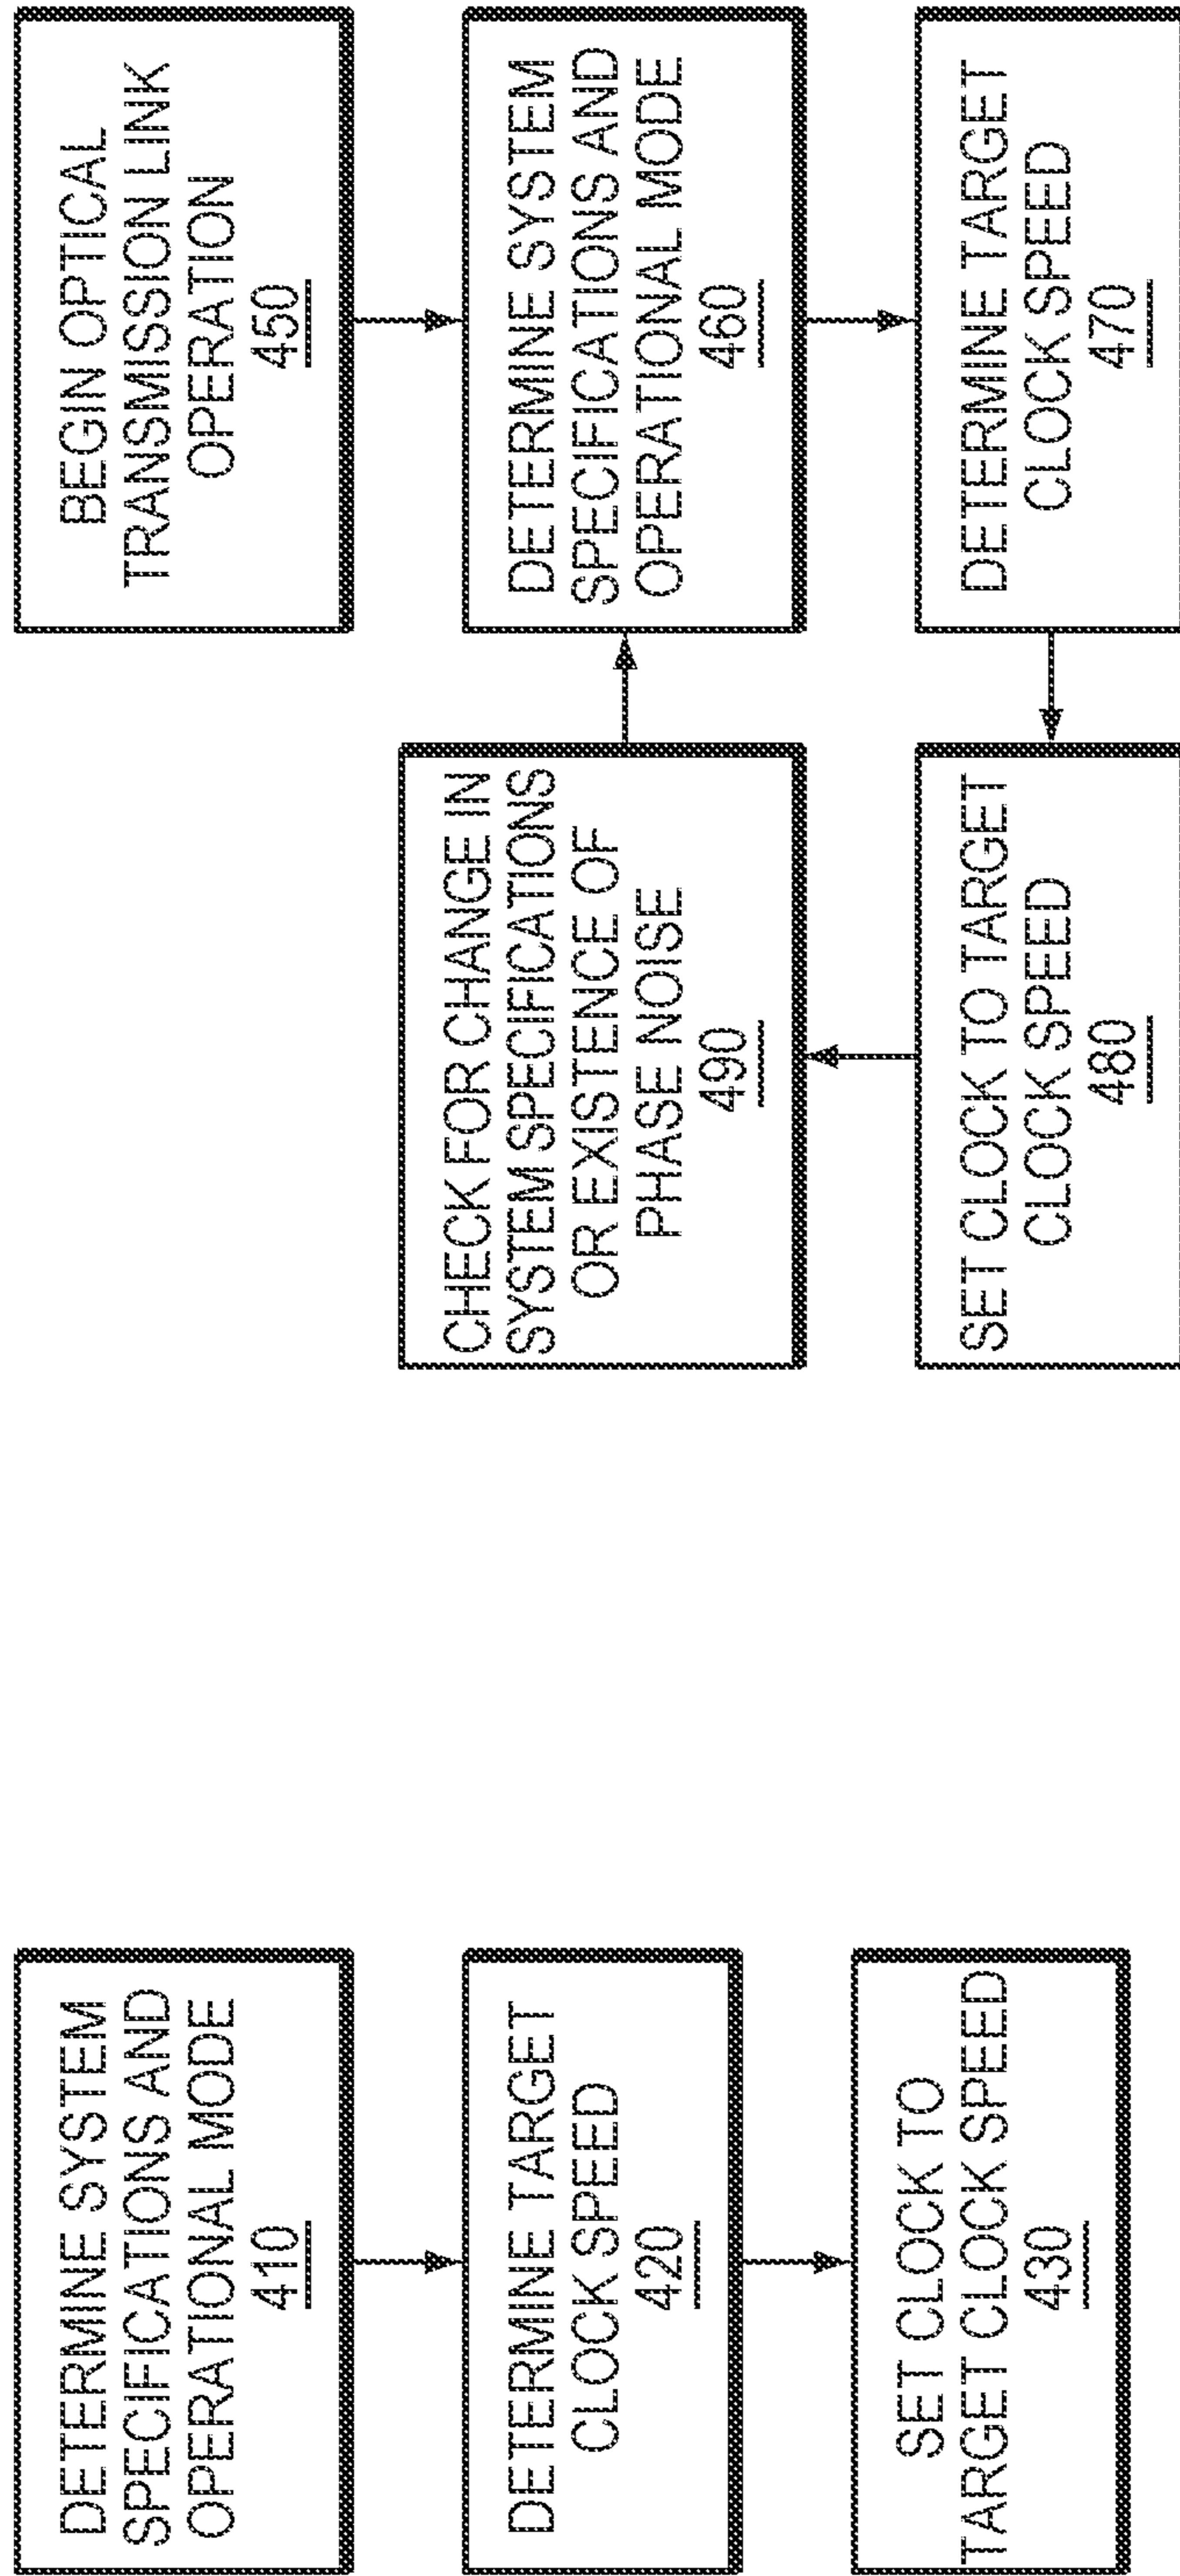 DETERMINE SYSTEM
SPECIFICATIONS AND
OPERATIONAL MODE
410
DETERMINE TARGET
CLOCK SPEED
420
SET CLOCK TO
TARGET CLOCK SPEED
430
BEGIN OPTICAL
TRANSMISSION LINK
OPERATION
450
DETERMINE SYSTEM
SPECIFICATIONS AND
OPERATIONAL MODE
460
DETERMINE TARGET
CLOCK SPEED
470
SET CLOCK TO TARGET
CLOCK SPEED
480
CHECK FOR CHANGE IN
SYSTEM SPECIFICATIONS
OR EXISTENCE OF
PHASE NOISE
490